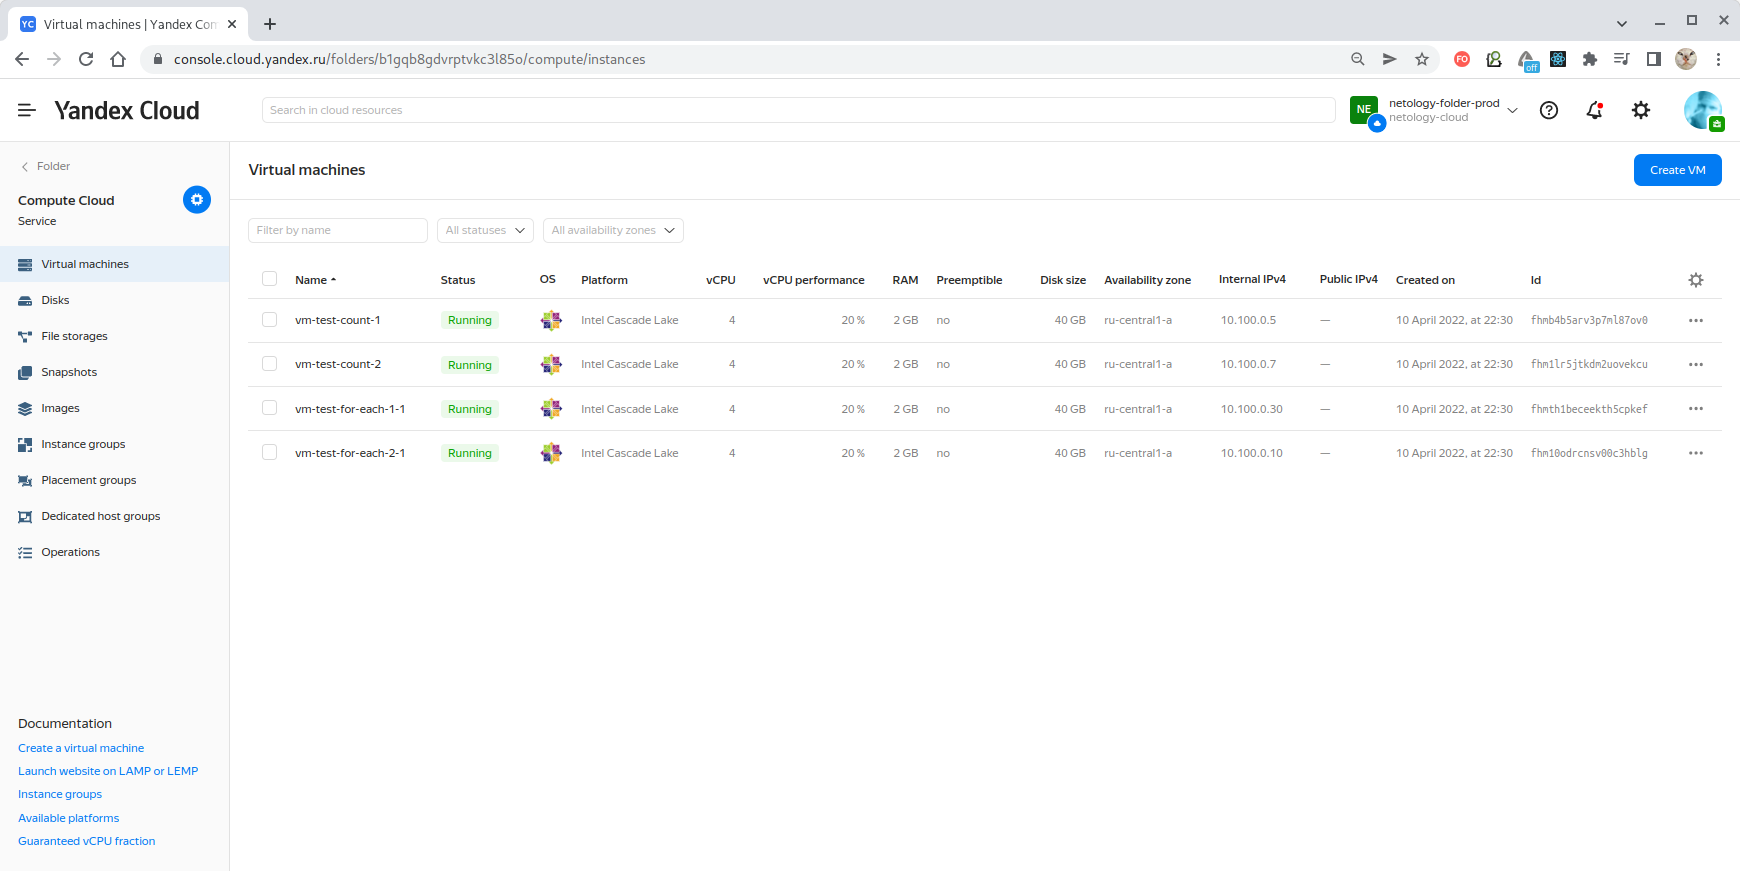 YC Virtual machines | Yandex Com
console.cloud.yandex.ru/folders/b1gqb8gdvrptvkc3l85o/compute/instances
FO
off
Yandex Cloud
Search in cloud resources
NE
netology-folder-prod
netology-cloud
Folder
Compute Cloud
Service
Virtual machines
Disks
File storages
Snapshots
Images
Instance groups
Placement groups
Dedicated host groups
Operations
Documentation
Create a virtual machine
Launch website on LAMP or LEMP
Instance groups
Available platforms
Guaranteed vCPU fraction
Virtual machines
Create VM
Filter by name All statuses All availability zones
Name Status OS Platform vCPU vCPU performance RAM Preemptible Disk size Availability zone Internal IPv4 Public IPv4 Created on Id
vm-test-count-1 Running Intel Cascade Lake 4 20 % 2 GB no 40 GB ru-central1-a 10.100.0.5 — 10 April 2022, at 22:30 fhmb4b5arv3p7ml87ov0
vm-test-count-2 Running Intel Cascade Lake 4 20 % 2 GB no 40 GB ru-central1-a 10.100.0.7 — 10 April 2022, at 22:30 fhm1lr5jtkdm2uovekcu
vm-test-for-each-1-1 Running Intel Cascade Lake 4 20 % 2 GB no 40 GB ru-central1-a 10.100.0.30 — 10 April 2022, at 22:30 fhmth1beceekth5cpkef
vm-test-for-each-2-1 Running Intel Cascade Lake 4 20 % 2 GB no 40 GB ru-central1-a 10.100.0.10 — 10 April 2022, at 22:30 fhm10odrcnsv00c3hblg